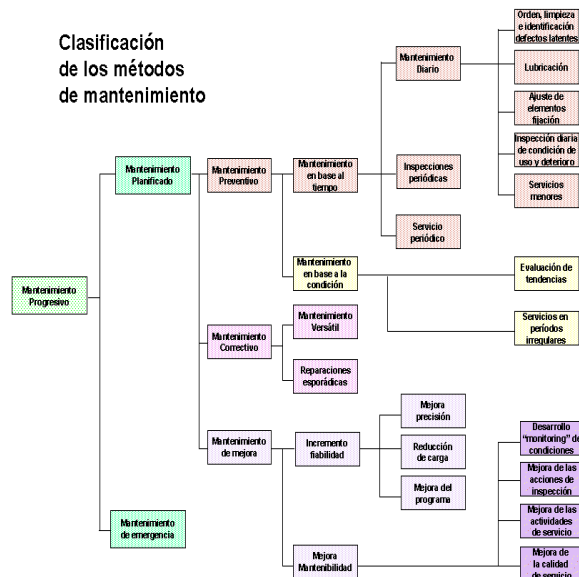 Clasificación
de los métodos
de mantenimiento
Orden, limpieza
e identificación
defectos latentes
Mantenimiento
Diario
Lubricación
Ajuste de
elementos
fijación
Inspección diaria
de condición de
uso y deterioro
Servicios
menores
Mantenimiento
Planificado
Mantenimiento
Preventivo
Mantenimiento
en base al
tiempo
Inspecciones
periódicas
Servicio
periódico
Mantenimiento
en base a la
condición
Evaluación de
tendencias
Mantenimiento
Progresivo
Servicios en
períodos
irregulares
Mantenimiento
Correctivo
Mantenimiento
Versátil
Reparaciones
esporádicas
Mantenimiento
de mejora
Incremento
fiabilidad
Mejora
precisión
Reducción
de carga
Mejora del
programa
Desarrollo
"monitoring" de
condiciones
Mejora de las
acciones de
inspección
Mejora de las
actividades
de servicio
Mantenimiento
de emergencia
Mejora
Mantenibilidad
Mejora de
la calidad
de servicio